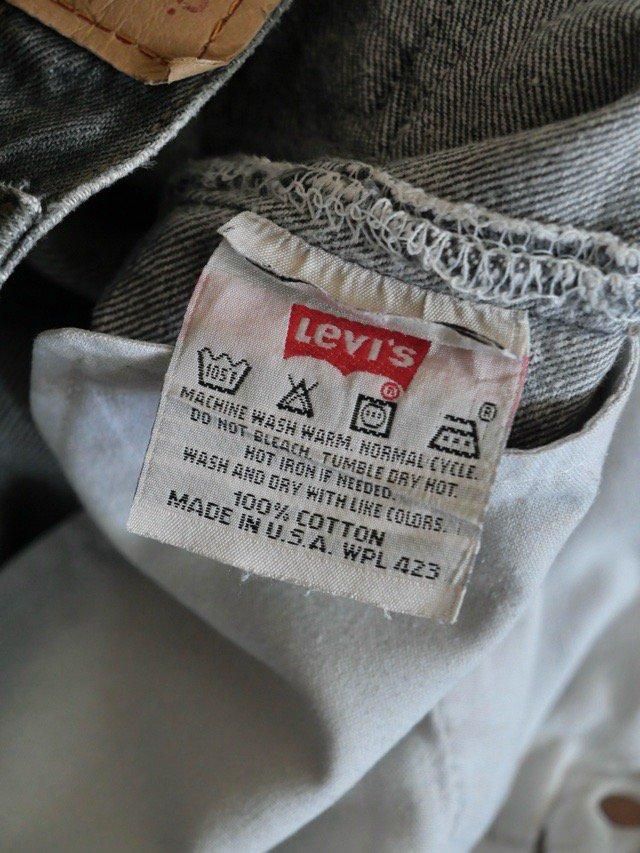 Levi's
®
105F
®
MACHINE WASH WARM. NORMAL CYCLE.
DO NOT BLEACH. TUMBLE DRY HOT.
HOT IRON IF NEEDED.
WASH AND DRY WITH LIKE COLORS.
100% COTTON
MADE IN U.S.A. WPL 423